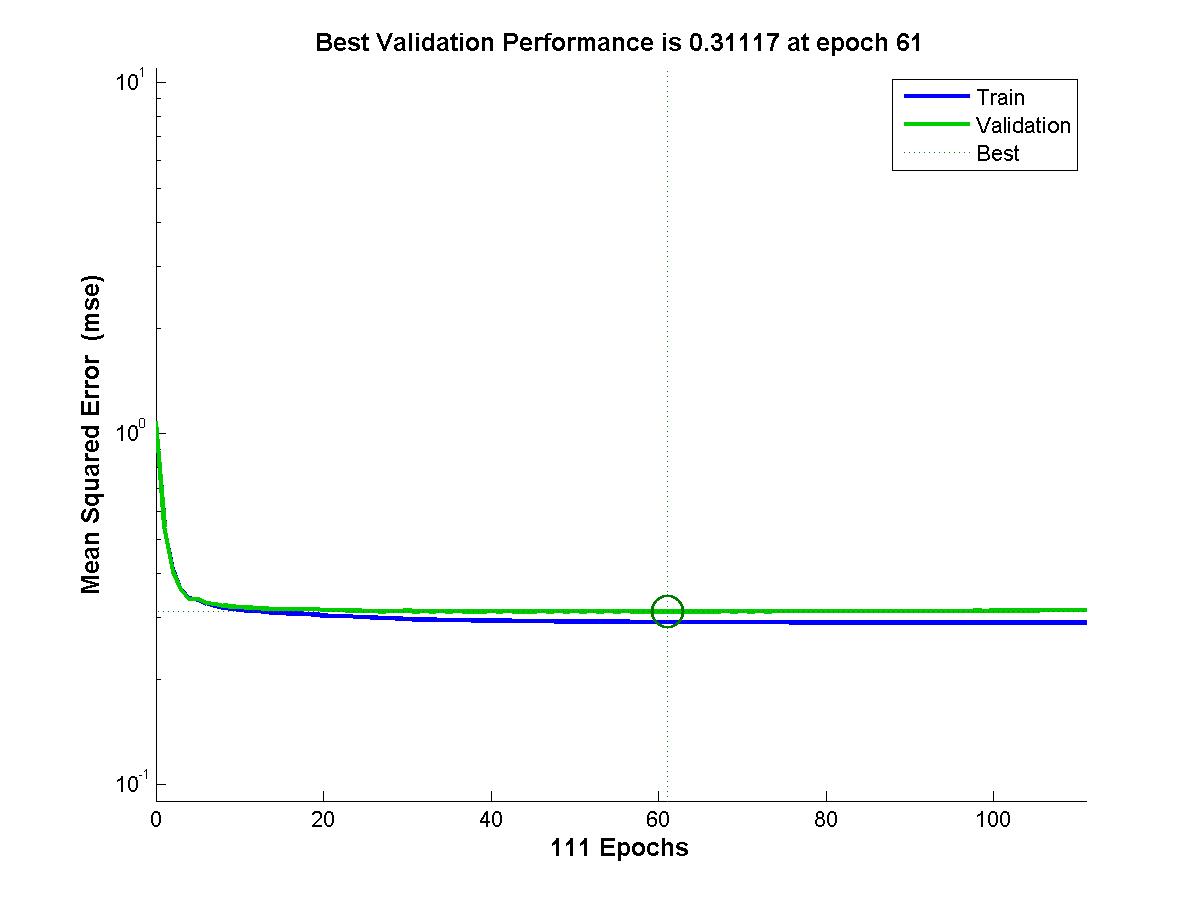 Best Validation Performance is 0.31117 at epoch 61
Train
Validation
Best
Mean Squared Error (mse)
10^1
10^0
10^-1
0 20 40 60 80 100
111 Epochs